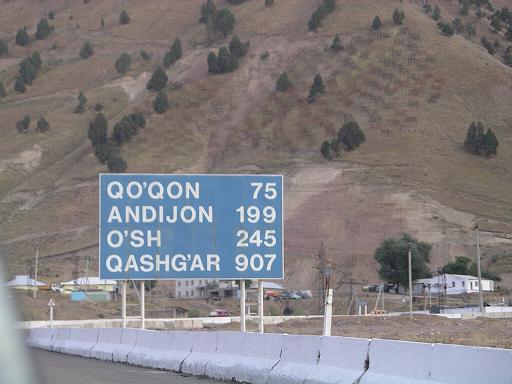 QO'QON 75
ANDIJON 199
O'SH 245
QASHG'AR 907